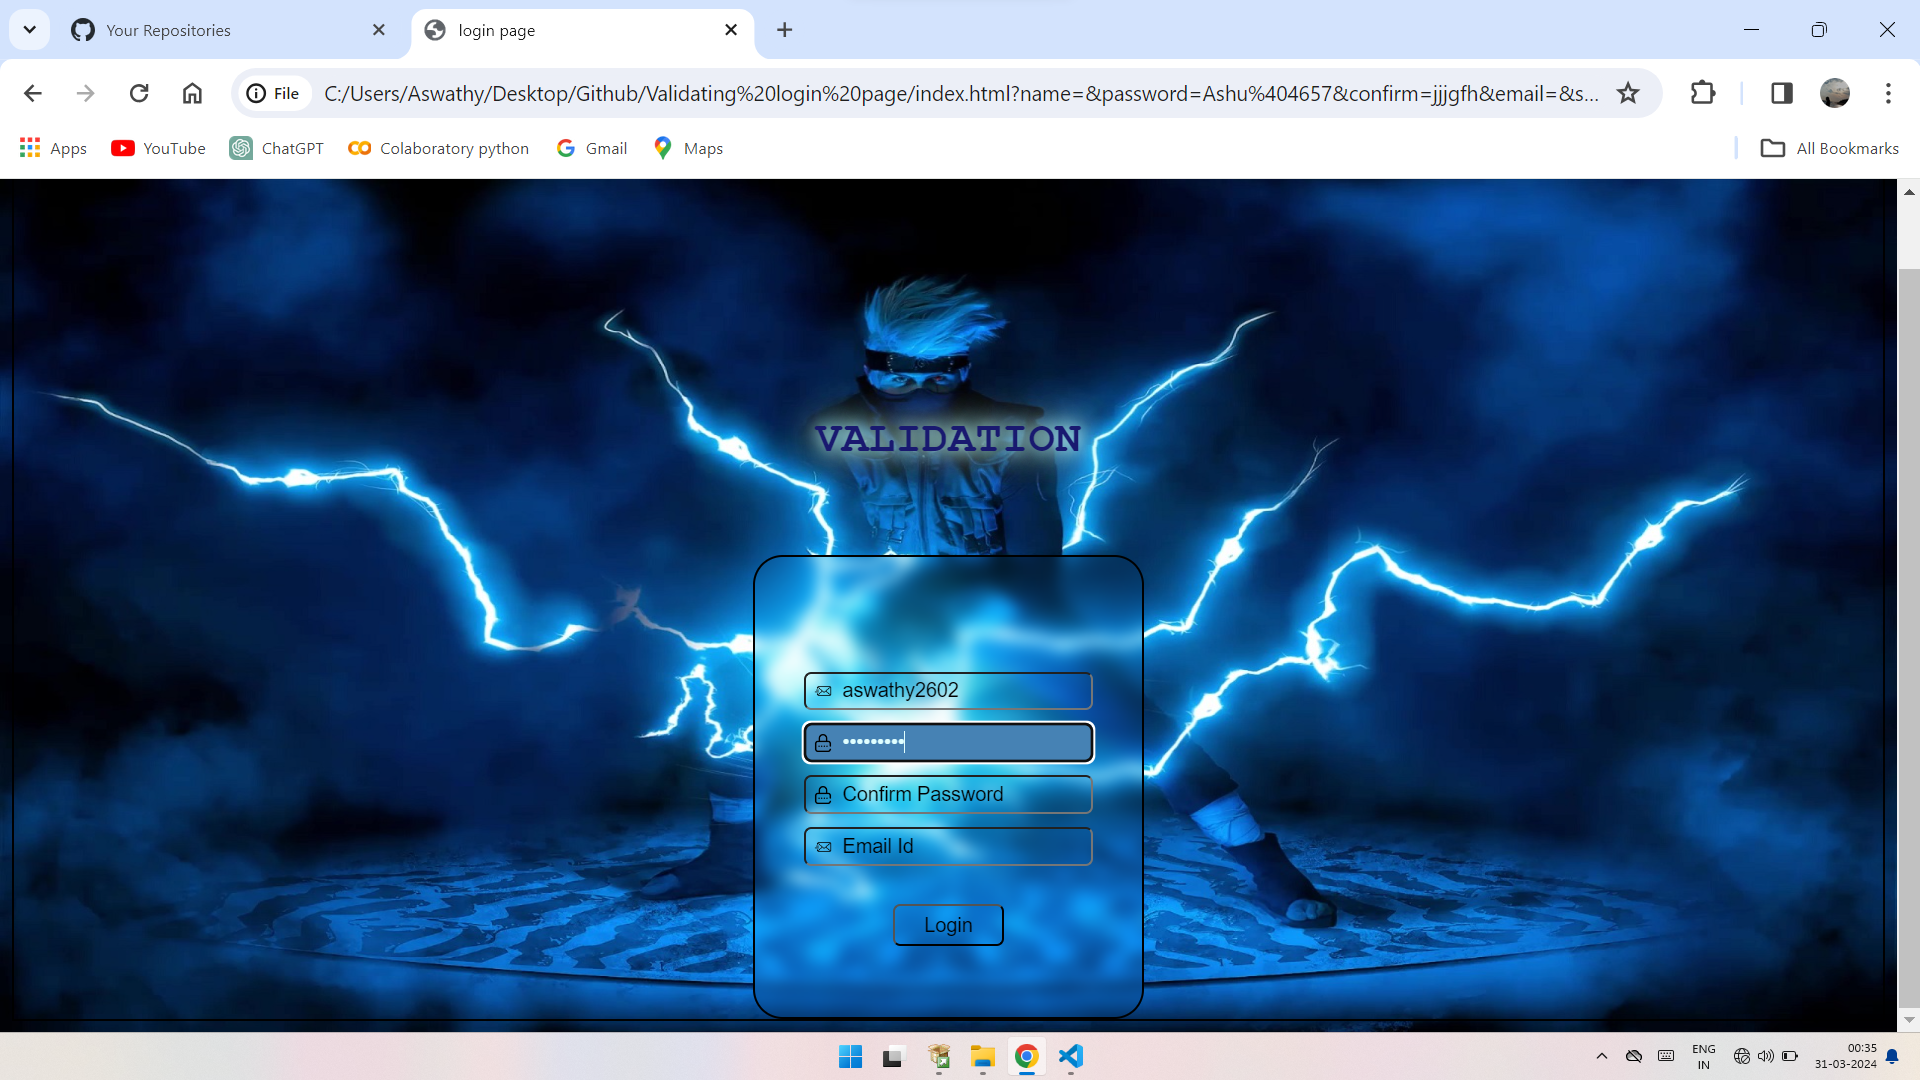 Your Repositories
login page
File
C:/Users/Aswathy/Desktop/Github/Validating%20login%20page/index.html?name=&password=Ashu%404657&confirm=jjjgfh&email=&s...
Apps
YouTube
ChatGPT
Colaboratory python
Gmail
Maps
All Bookmarks
VALIDATION
aswathy2602
•••••••••
Confirm Password
Email Id
Login
ENG
IN
00:35
31-03-2024